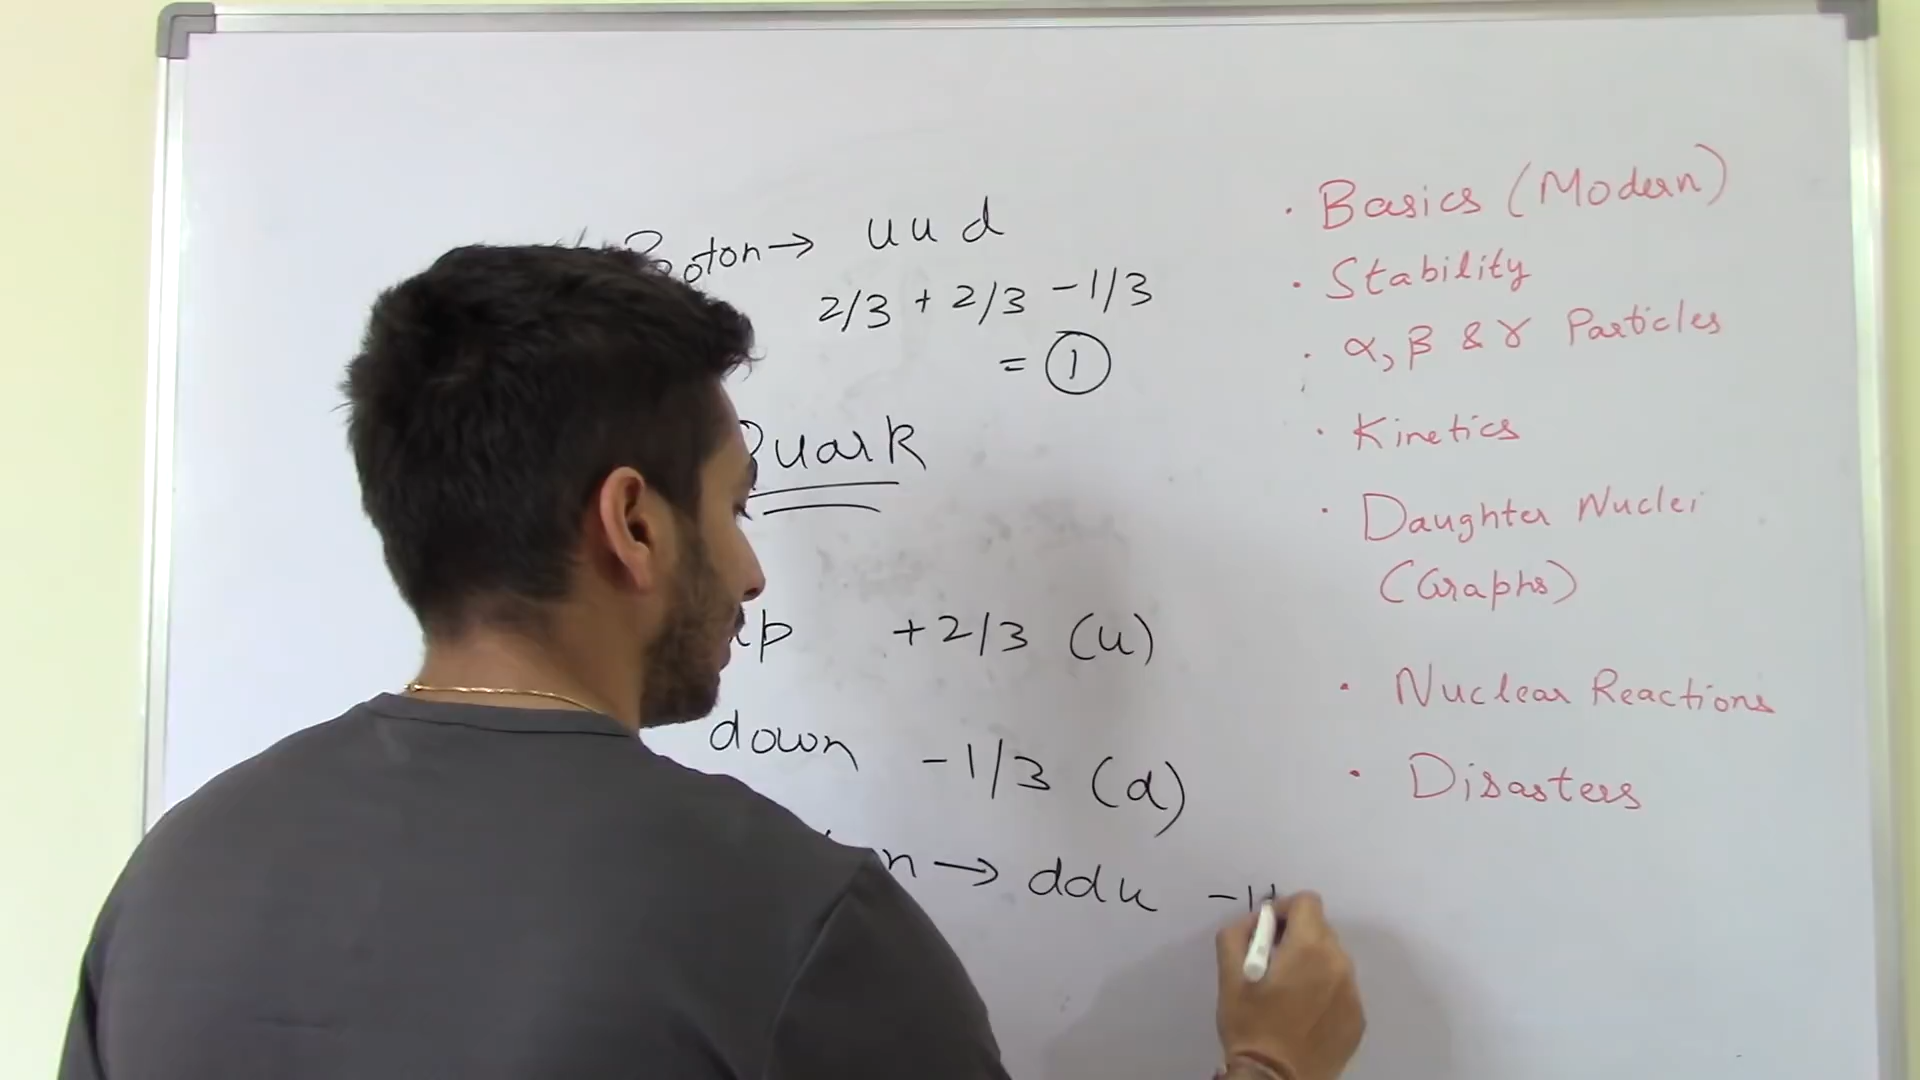 → u u d
2/3 + 2/3 - 1/3
= 1
Quark
+2/3 (u)
down -1/3 (d)
→ ddu
• Basics (Modern)
• Stability
• α, β & γ Particles
• Kinetics
• Daughter Nuclei
(Graphs)
• Nuclear Reactions
• Disasters